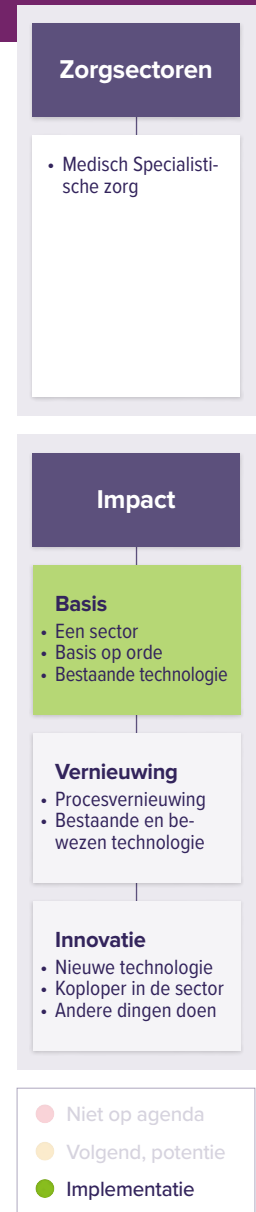 Zorgsectoren
• Medisch Specialisti-
sche zorg
Impact
Basis
• Een sector
• Basis op orde
• Bestaande technologie
Vernieuwing
• Procesvernieuwing
• Bestaande en be-
wezen technologie
Innovatie
• Nieuwe technologie
• Koploper in de sector
• Andere dingen doen
Niet op agenda
Volgend, potentie
Implementatie